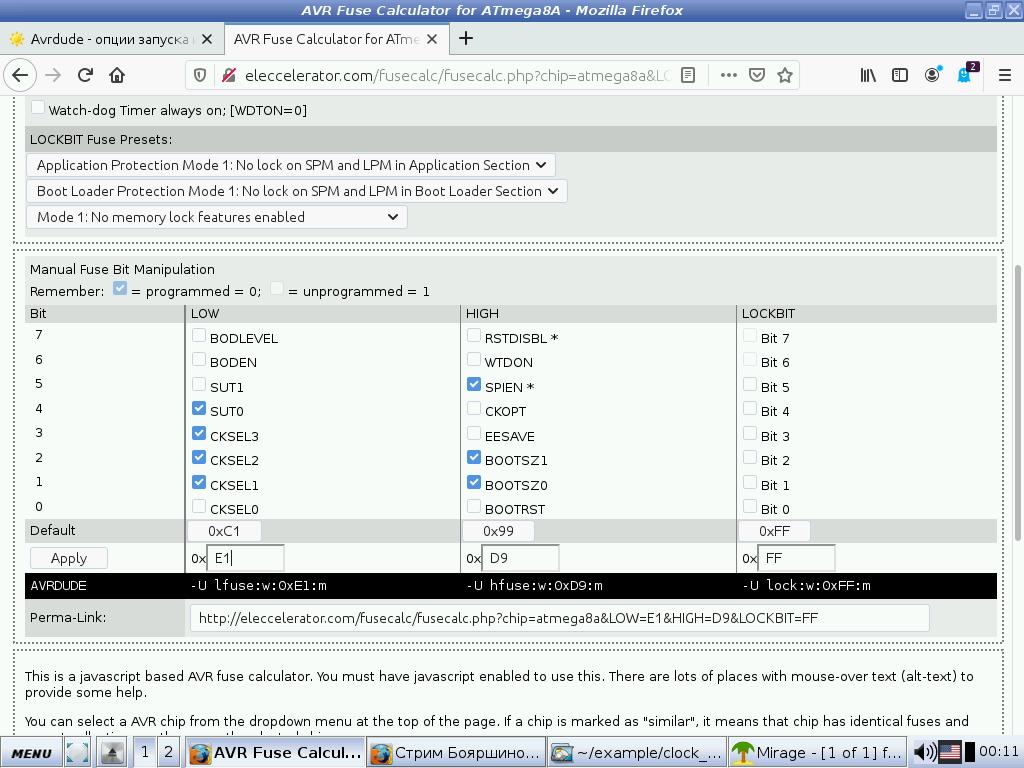 AVR Fuse Calculator for ATmega8A - Mozilla Firefox
Avrdude - опции запуска
AVR Fuse Calculator for ATme
eleccelerator.com/fusecalc/fusecalc.php?chip=atmega8a&LO
2
Watch-dog Timer always on; [WDTON=0]
LOCKBIT Fuse Presets:
Application Protection Mode 1: No lock on SPM and LPM in Application Section
Boot Loader Protection Mode 1: No lock on SPM and LPM in Boot Loader Section
Mode 1: No memory lock features enabled
Manual Fuse Bit Manipulation
Remember: = programmed = 0; = unprogrammed = 1
Bit LOW HIGH LOCKBIT
7 BODLEVEL RSTDISBL * Bit 7
6 BODEN WTDON Bit 6
5 SUT1 SPIEN * Bit 5
4 SUT0 CKOPT Bit 4
3 CKSEL3 EESAVE Bit 3
2 CKSEL2 BOOTSZ1 Bit 2
1 CKSEL1 BOOTSZ0 Bit 1
0 CKSEL0 BOOTRST Bit 0
Default 0xC1 0x99 0xFF
Apply 0x E1 0x D9 0x FF
AVRDUDE -U lfuse:w:0xE1:m -U hfuse:w:0xD9:m -U lock:w:0xFF:m
Perma-Link: http://eleccelerator.com/fusecalc/fusecalc.php?chip=atmega8a&LOW=E1&HIGH=D9&LOCKBIT=FF
This is a javascript based AVR fuse calculator. You must have javascript enabled to use this. There are lots of places with mouse-over text (alt-text) to
provide some help.
You can select a AVR chip from the dropdown menu at the top of the page. If a chip is marked as "similar", it means that chip has identical fuses and
MENU 1 2 AVR Fuse Calcul... Стрим Бояршино... ~/example/clock_... Mirage - [1 of 1] f... 00:11